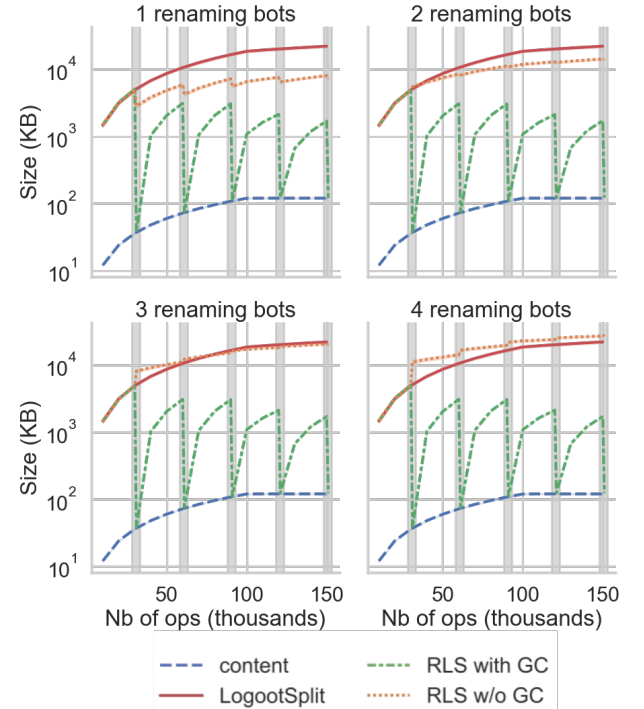 1 renaming bots 2 renaming bots
Size (KB)
10^4
10^3
10^2
10^1
3 renaming bots 4 renaming bots
Size (KB)
10^4
10^3
10^2
10^1
50 100 150 50 100 150
Nb of ops (thousands) Nb of ops (thousands)
content RLS with GC
LogootSplit RLS w/o GC